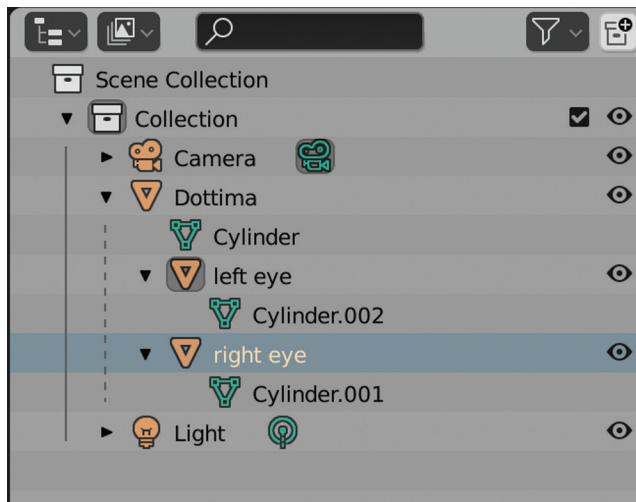 Scene Collection
Collection
Camera
Dottima
Cylinder
left eye
Cylinder.002
right eye
Cylinder.001
Light